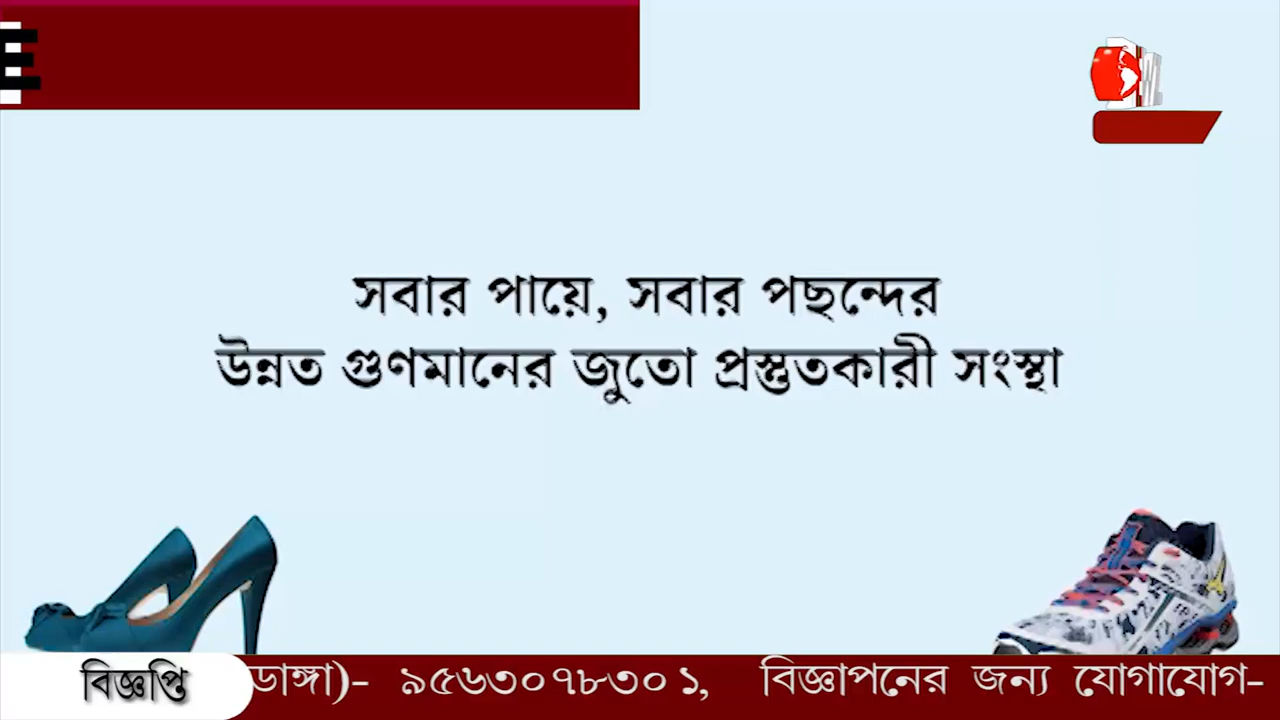 সবার পায়ে, সবার পছন্দের
উন্নত গুণমানের জুতো প্রস্তুতকারী সংস্থা
বিজ্ঞপ্তি ডাঙ্গা)- ৯৫৬৩০৭৮৩০১, বিজ্ঞাপনের জন্য যোগাযোগ-